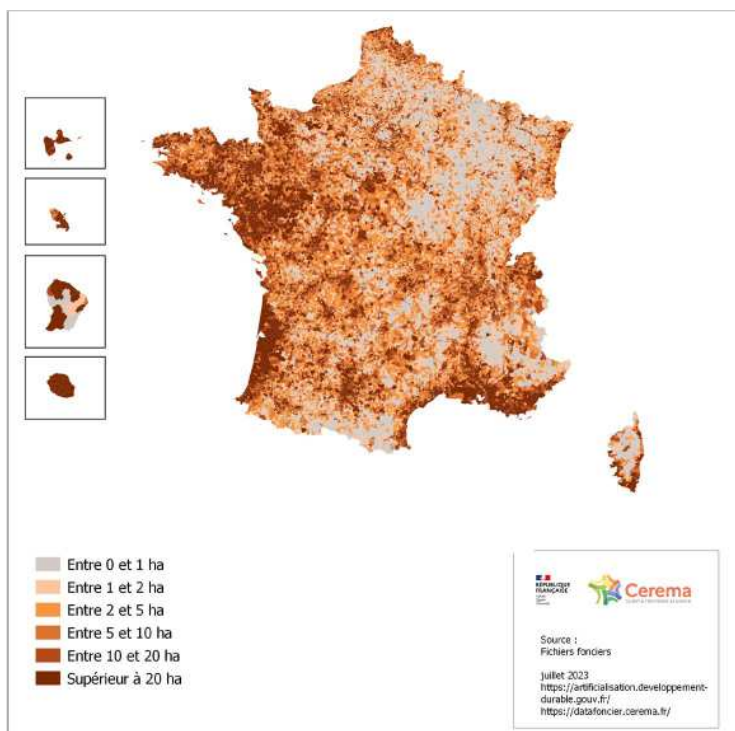 Entre 0 et 1 ha
Entre 1 et 2 ha
Entre 2 et 5 ha
Entre 5 et 10 ha
Entre 10 et 20 ha
Supérieur à 20 ha
RÉPUBLIQUE
FRANÇAISE
Cerema
Source :
Fichiers fonciers
juillet 2023
https://artificialisation.developpement-
durable.gouv.fr/
https://datafoncier.cerema.fr/